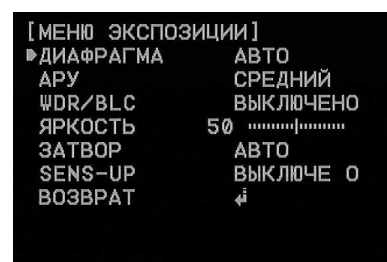 [МЕНЮ ЭКСПОЗИЦИИ]
ДИАФРАГМА АВТО
АРУ СРЕДНИЙ
WDR/BLC ВЫКЛЮЧЕНО
ЯРКОСТЬ 50
ЗАТВОР АВТО
SENS-UP ВЫКЛЮЧЕ О
ВОЗВРАТ